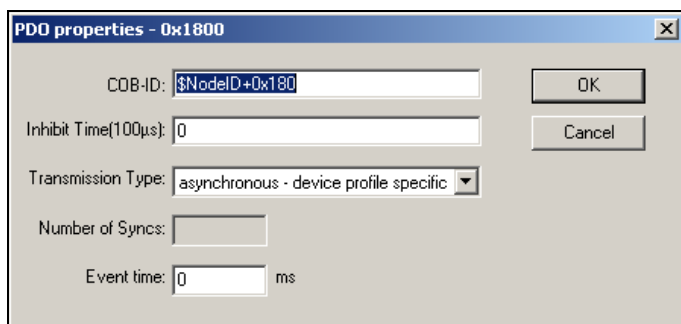 PDO properties - 0x1800
COB-ID: $NodeID+0x180 OK
Inhibit Time(100µs): 0 Cancel
Transmission Type: asynchronous - device profile specific
Number of Syncs:
Event time: 0 ms